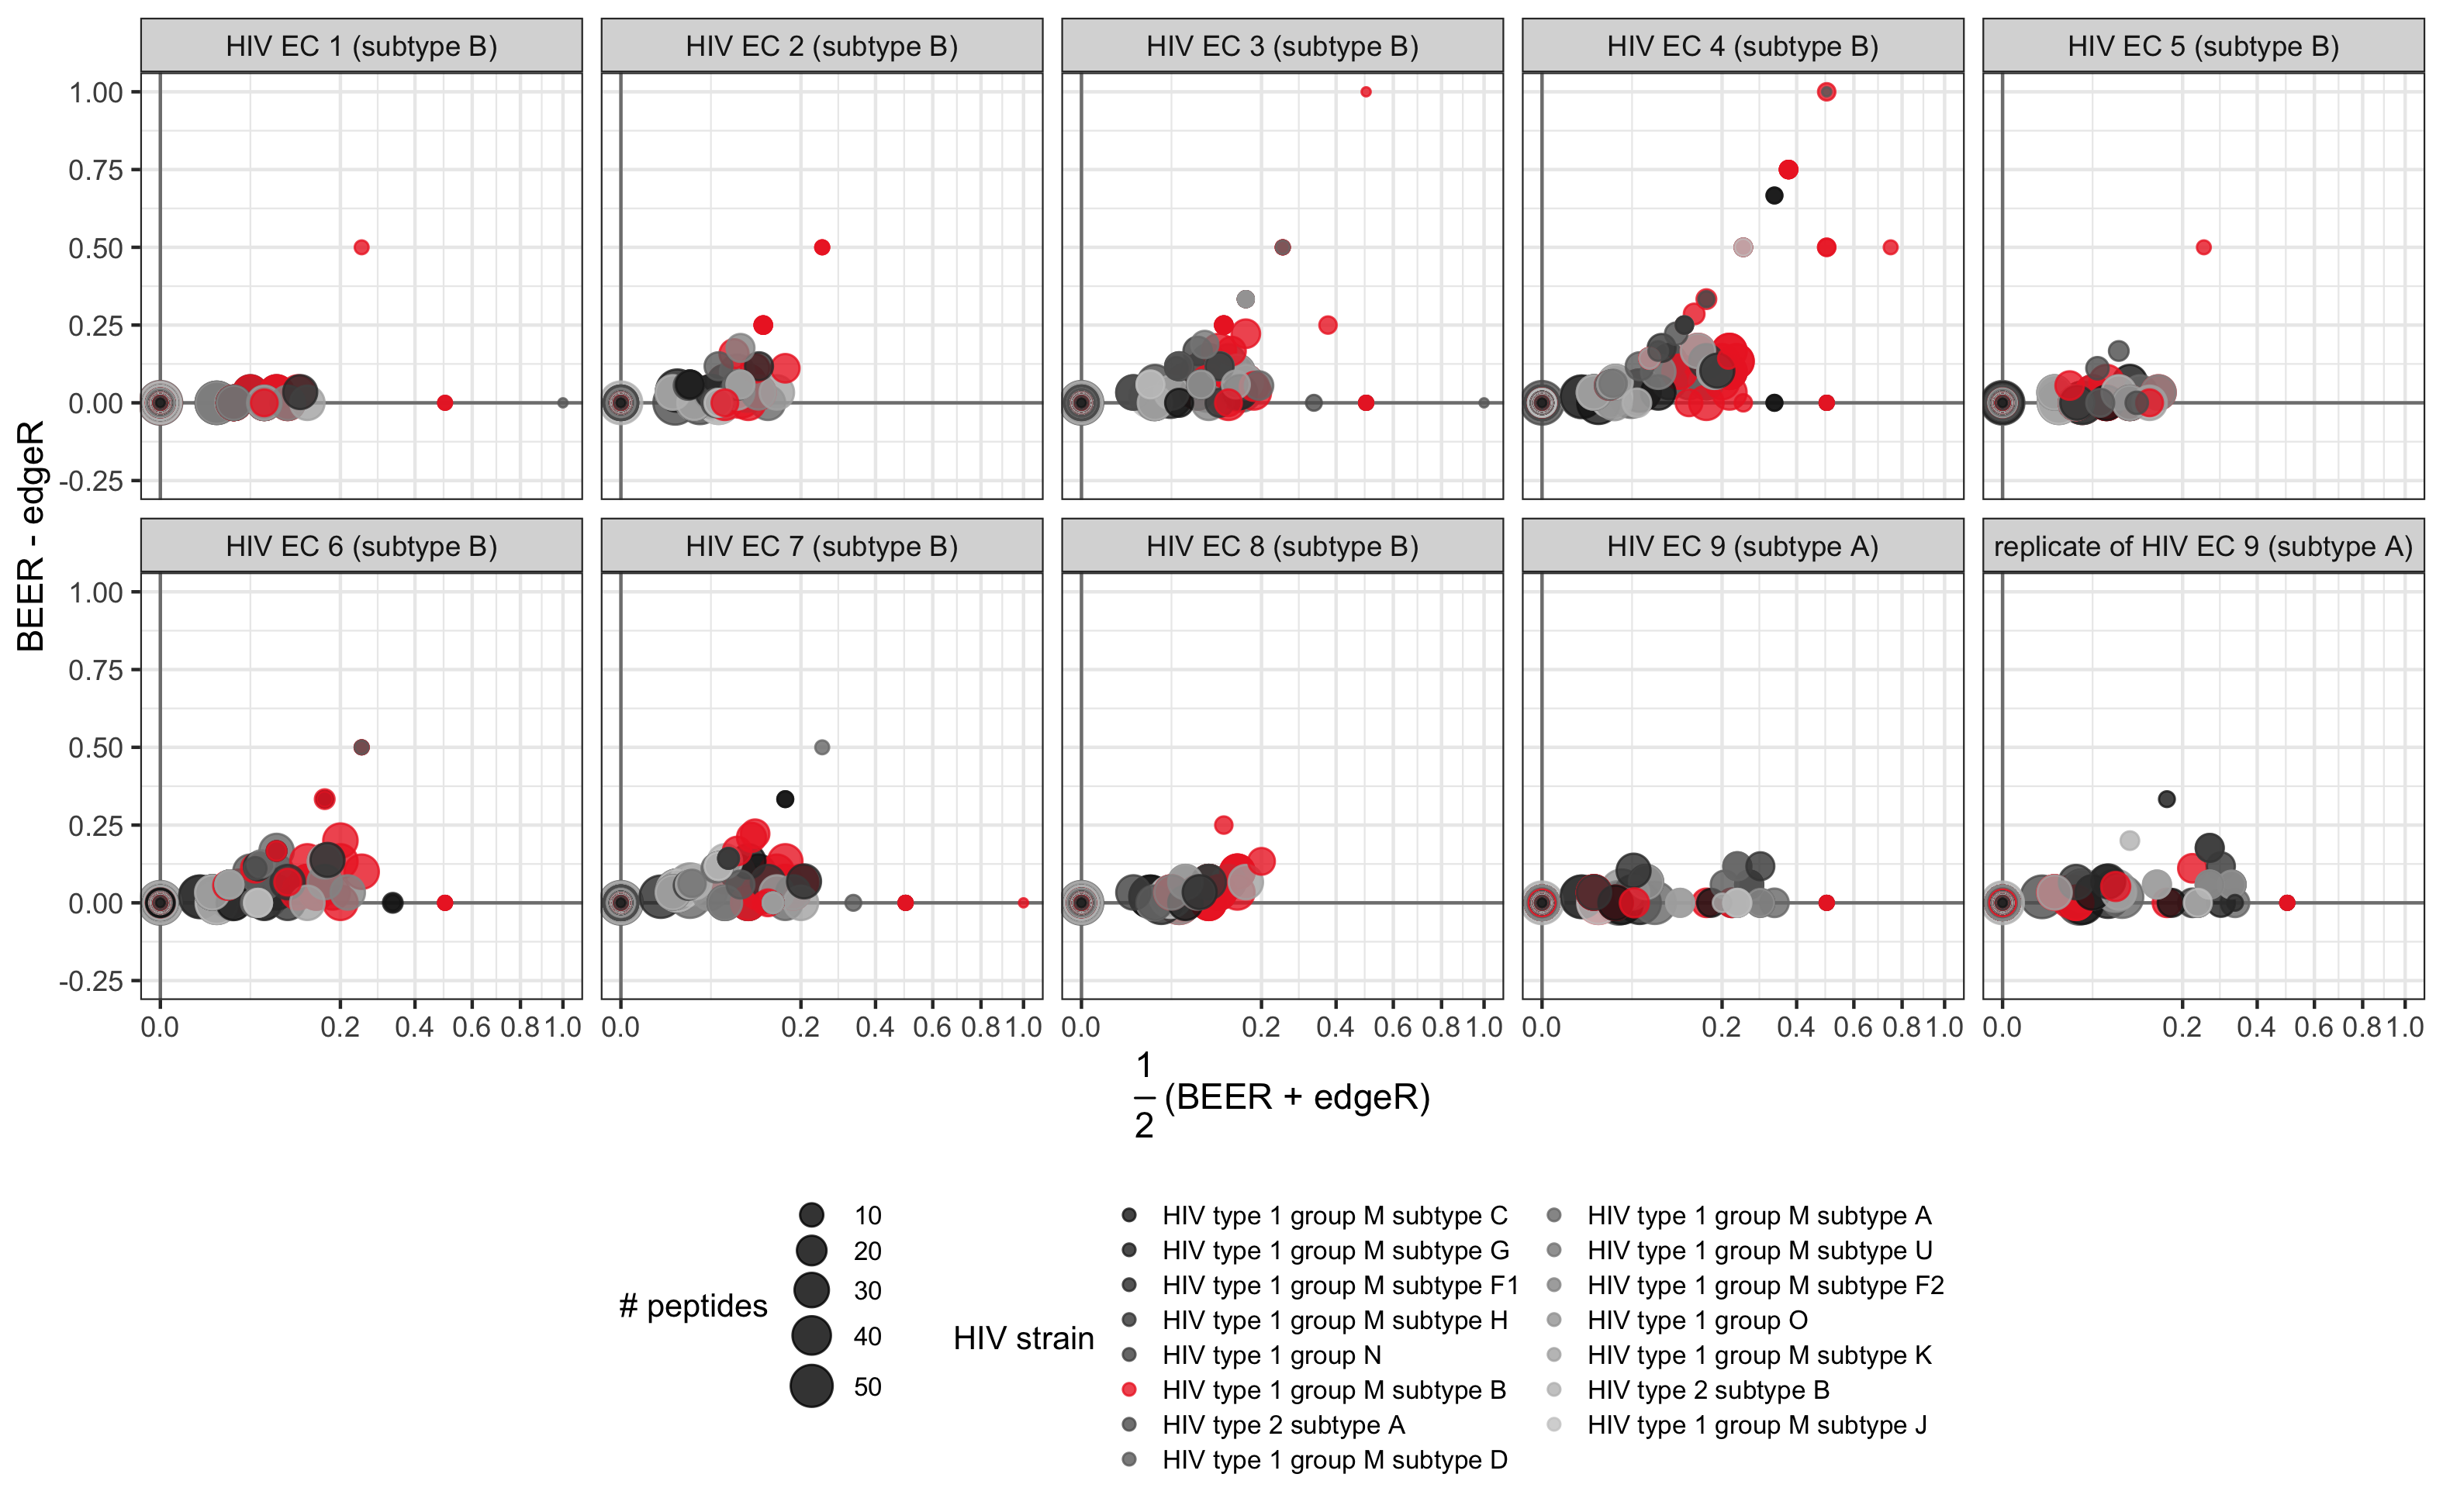 HIV EC 1 (subtype B)
HIV EC 2 (subtype B)
HIV EC 3 (subtype B)
HIV EC 4 (subtype B)
HIV EC 5 (subtype B)
1.00
0.75
0.50
0.25
0.00
-0.25
HIV EC 6 (subtype B)
HIV EC 7 (subtype B)
HIV EC 8 (subtype B)
HIV EC 9 (subtype A)
replicate of HIV EC 9 (subtype A)
1.00
0.75
0.50
0.25
0.00
-0.25
BEER - edgeR
0.0 0.2 0.4 0.6 0.8 1.0
0.0 0.2 0.4 0.6 0.8 1.0
0.0 0.2 0.4 0.6 0.8 1.0
0.0 0.2 0.4 0.6 0.8 1.0
0.0 0.2 0.4 0.6 0.8 1.0
1
2
(BEER + edgeR)
# peptides
10
20
30
40
50
HIV strain
HIV type 1 group M subtype C
HIV type 1 group M subtype G
HIV type 1 group M subtype F1
HIV type 1 group M subtype H
HIV type 1 group N
HIV type 1 group M subtype B
HIV type 2 subtype A
HIV type 1 group M subtype D
HIV type 1 group M subtype A
HIV type 1 group M subtype U
HIV type 1 group M subtype F2
HIV type 1 group O
HIV type 1 group M subtype K
HIV type 2 subtype B
HIV type 1 group M subtype J